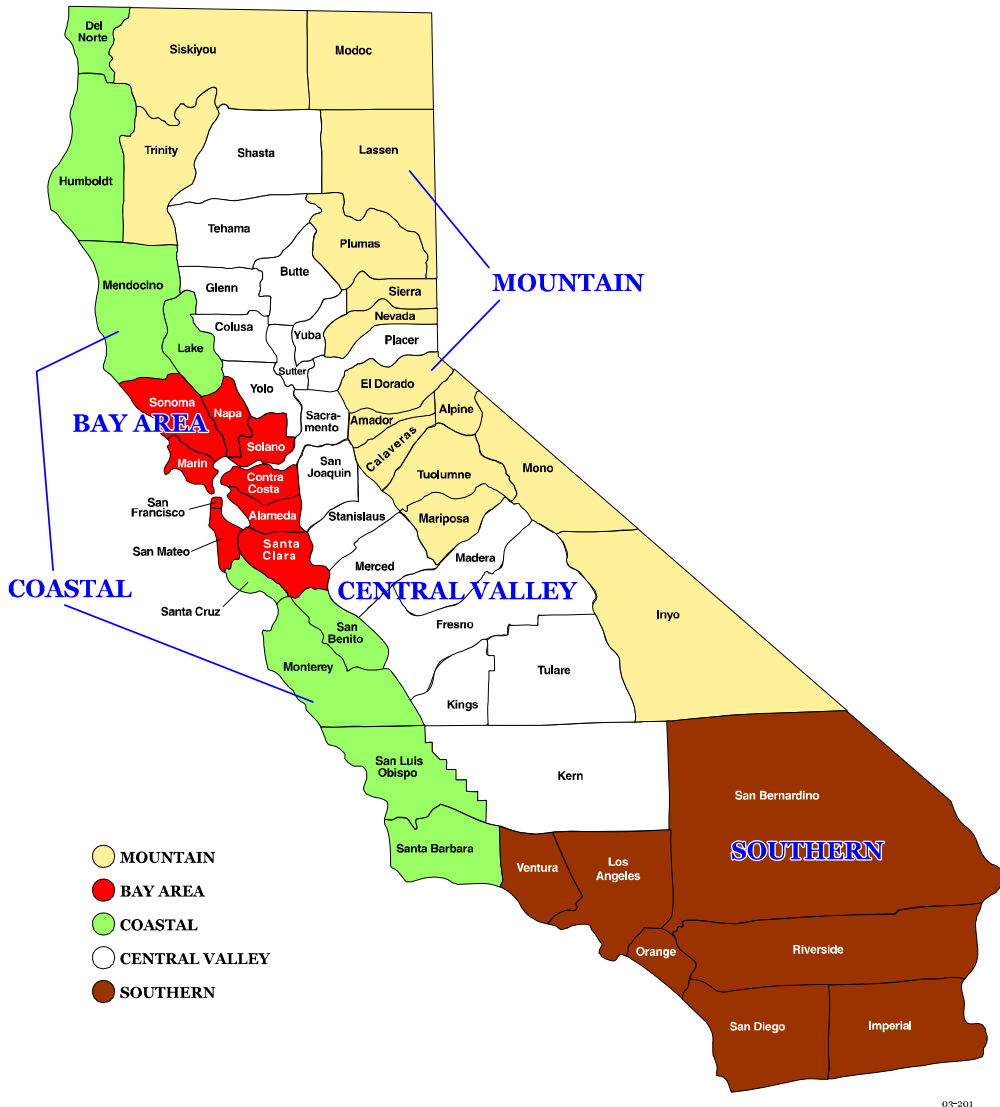 Del
Norte
Siskiyou
Modoc
Trinity
Shasta
Lassen
Humboldt
Tehama
Plumas
Butte
MOUNTAIN
Mendocino
Glenn
Sierra
Nevada
Colusa
Yuba
Placer
Lake
Sutter
El Dorado
Yolo
Sonoma
Napa
BAY AREA
Sacra-
mento
Amador
Alpine
Solano
Calaveras
Marin
San
Joaquin
Mono
Contra
Costa
Tuolumne
San
Francisco
Alameda
Stanislaus
Mariposa
San Mateo
Santa
Clara
Merced
Madera
COASTAL
CENTRAL VALLEY
Santa Cruz
San
Benito
Fresno
Inyo
Monterey
Tulare
Kings
San Luis
Obispo
Kern
San Bernardino
Santa Barbara
SOUTHERN
Ventura
Los
Angeles
Orange
Riverside
San Diego
Imperial
MOUNTAIN
BAY AREA
COASTAL
CENTRAL VALLEY
SOUTHERN
03-201